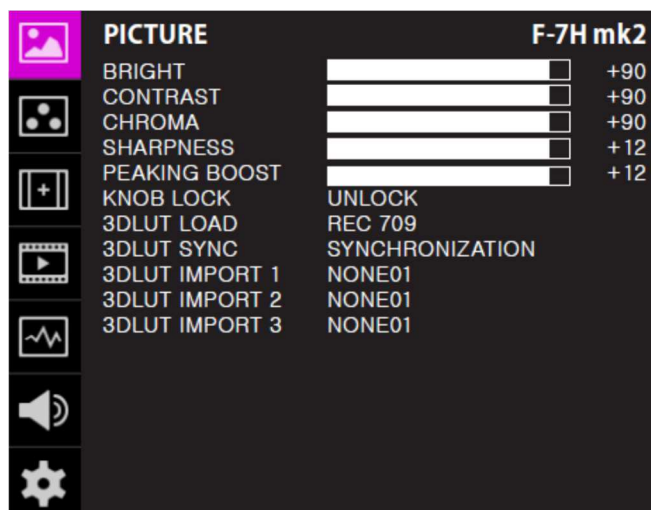 PICTURE F-7H mk2
BRIGHT +90
CONTRAST +90
CHROMA +90
SHARPNESS +12
PEAKING BOOST +12
KNOB LOCK UNLOCK
3DLUT LOAD REC 709
3DLUT SYNC SYNCHRONIZATION
3DLUT IMPORT 1 NONE01
3DLUT IMPORT 2 NONE01
3DLUT IMPORT 3 NONE01